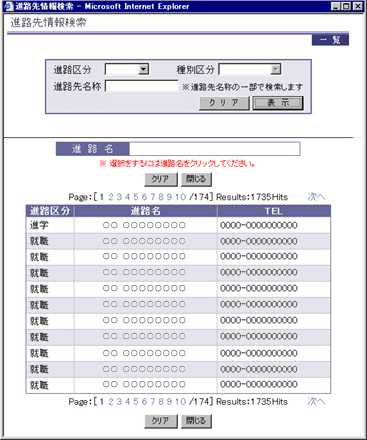 進路先情報検索 - Microsoft Internet Explorer
進路先情報検索
一覧
進路区分 種別区分
進路先名称 ※進路先名称の一部で検索します
クリア 表示
進路名
※ 選択をするには進路名をクリックしてください。
クリア 閉じる
Page:[ 1 2 3 4 5 6 7 8 9 10 /174] Results:1735Hits 次へ
進路区分 進路名 TEL
進学 ○○ ○○○○○○○○ 0000-0000000000
就職 ○○ ○○○○○○○○ 0000-0000000000
就職 ○○ ○○○○○○○○ 0000-0000000000
就職 ○○ ○○○○○○○○ 0000-0000000000
就職 ○○ ○○○○○○○○ 0000-0000000000
就職 ○○ ○○○○○○○○ 0000-0000000000
就職 ○○ ○○○○○○○○ 0000-0000000000
就職 ○○ ○○○○○○○○ 0000-0000000000
就職 ○○ ○○○○○○○○ 0000-0000000000
就職 ○○ ○○○○○○○○ 0000-0000000000
就職 ○○ ○○○○○○○○ 0000-0000000000
Page:[ 1 2 3 4 5 6 7 8 9 10 /174] Results:1735Hits 次へ
クリア 閉じる